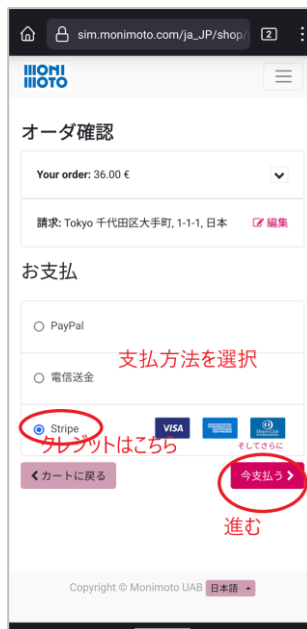 sim.monimoto.com/ja_JP/shop/
2
MONI
MOTO
オーダ確認
Your order: 36.00 €
請求: Tokyo 千代田区大手町, 1-1-1, 日本
編集
お支払
PayPal
支払方法を選択
電信送金
Stripe
VISA
クレジットはこちら
そしてさらに
カートに戻る
今支払う
進む
Copyright © Monimoto UAB
日本語